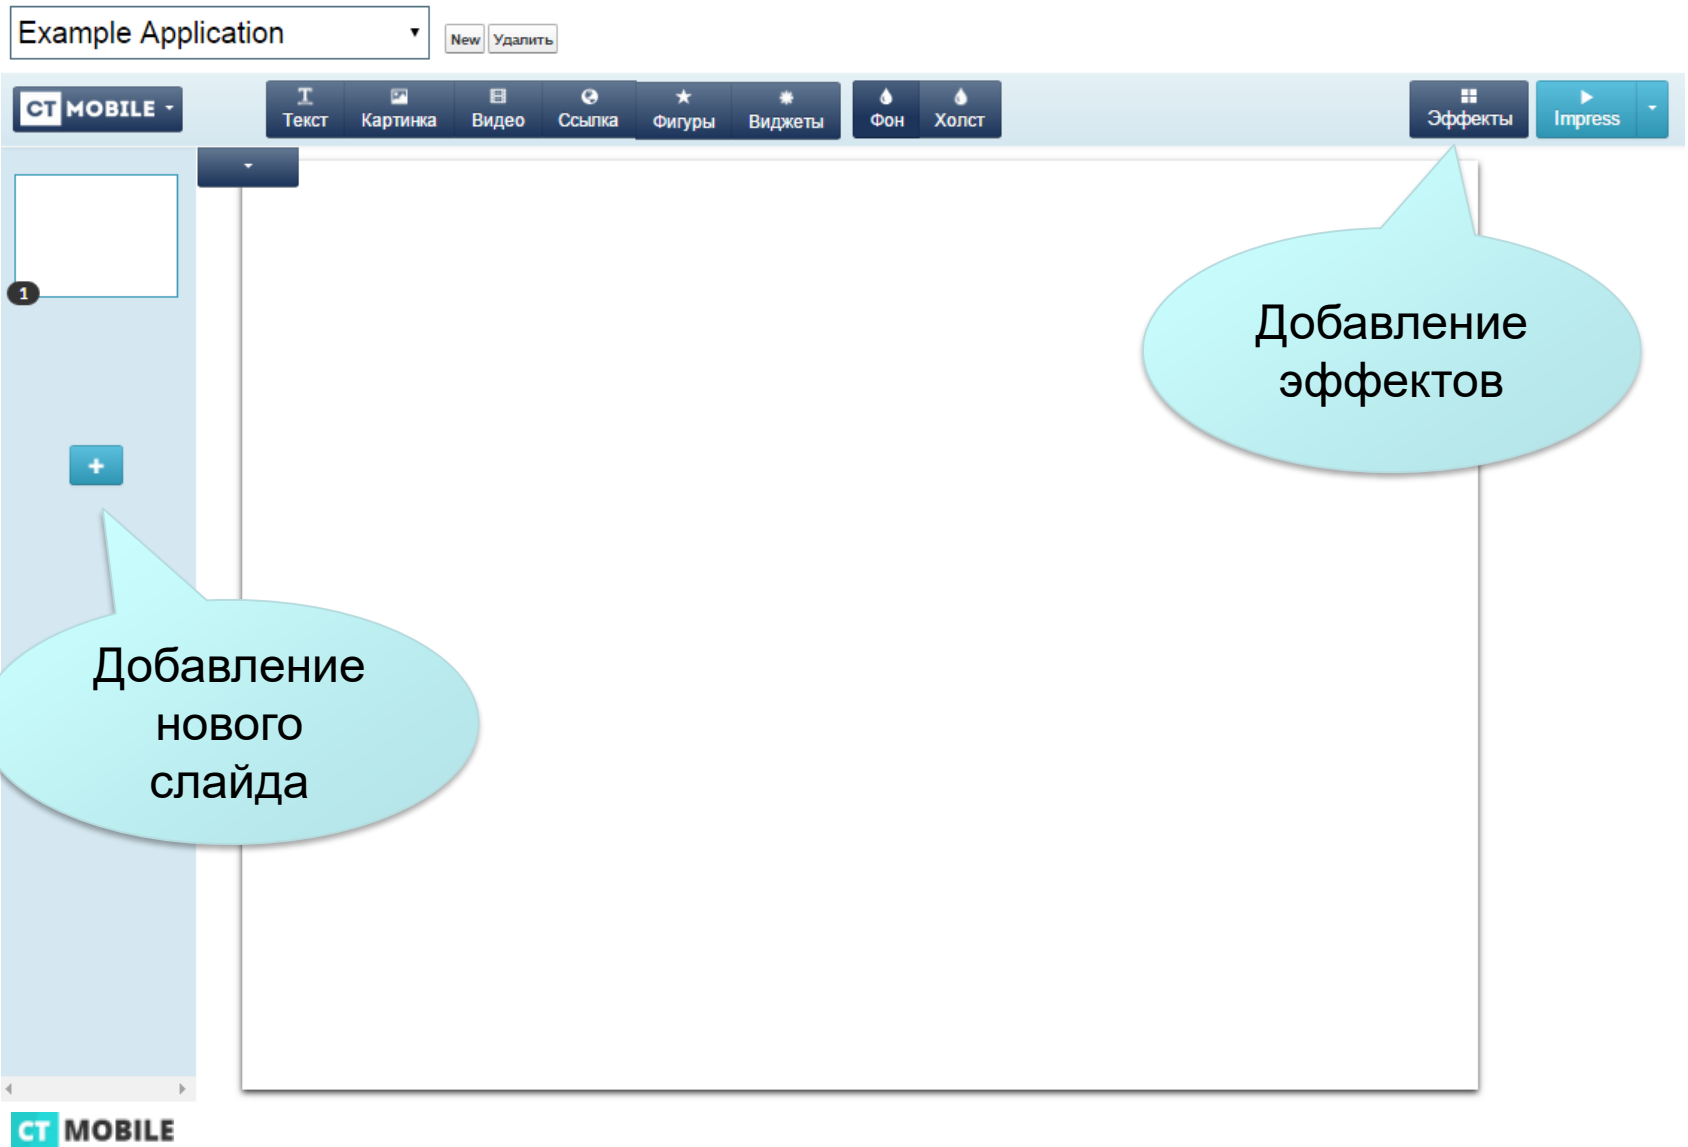 Example Application
New Удалить
CT MOBILE
Текст Картинка Видео Ссылка Фигуры Виджеты Фон Холст Эффекты Impress
1
Добавление
эффектов
Добавление
нового
слайда
CT MOBILE